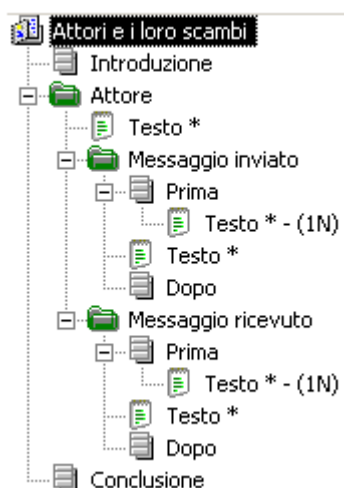 Attori e i loro scambi
Introduzione
Attore
Testo *
Messaggio inviato
Prima
Testo * - (1N)
Testo *
Dopo
Messaggio ricevuto
Prima
Testo * - (1N)
Testo *
Dopo
Conclusione